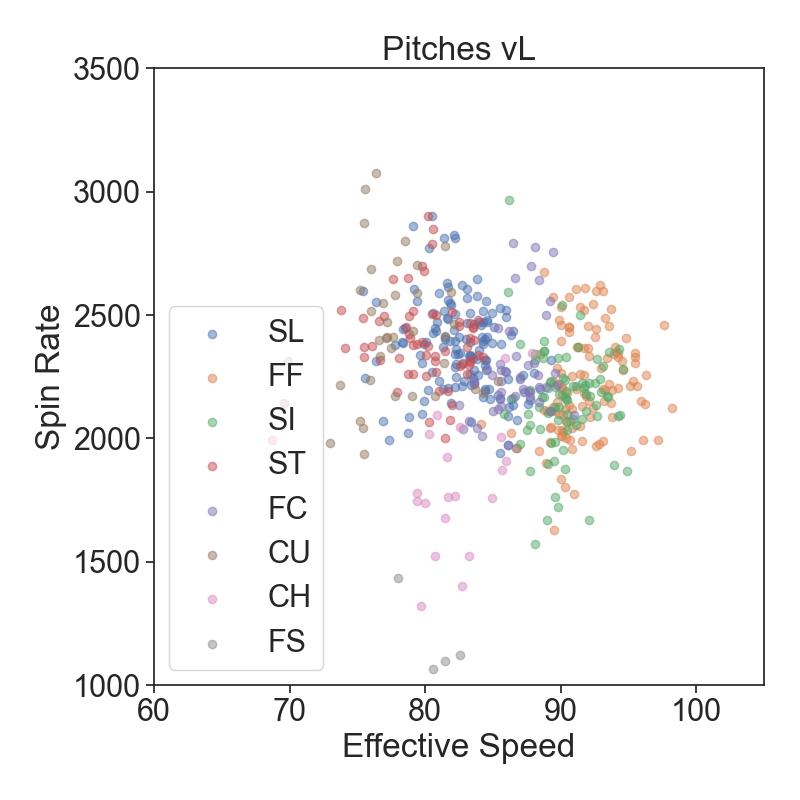 Pitches vL
3500
3000
2500
2000
1500
1000
Spin Rate
SL
FF
SI
ST
FC
CU
CH
FS
60 70 80 90 100
Effective Speed